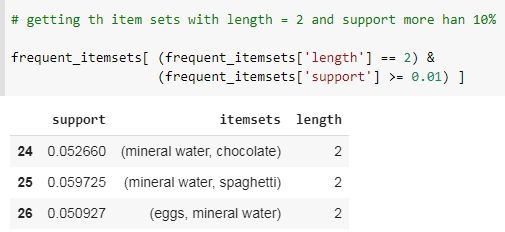 # getting th item sets with length = 2 and support more han 10%
frequent_itemsets[ (frequent_itemsets['length'] == 2) &
(frequent_itemsets['support'] >= 0.01) ]
support itemsets length
24 0.052660 (mineral water, chocolate) 2
25 0.059725 (mineral water, spaghetti) 2
26 0.050927 (eggs, mineral water) 2